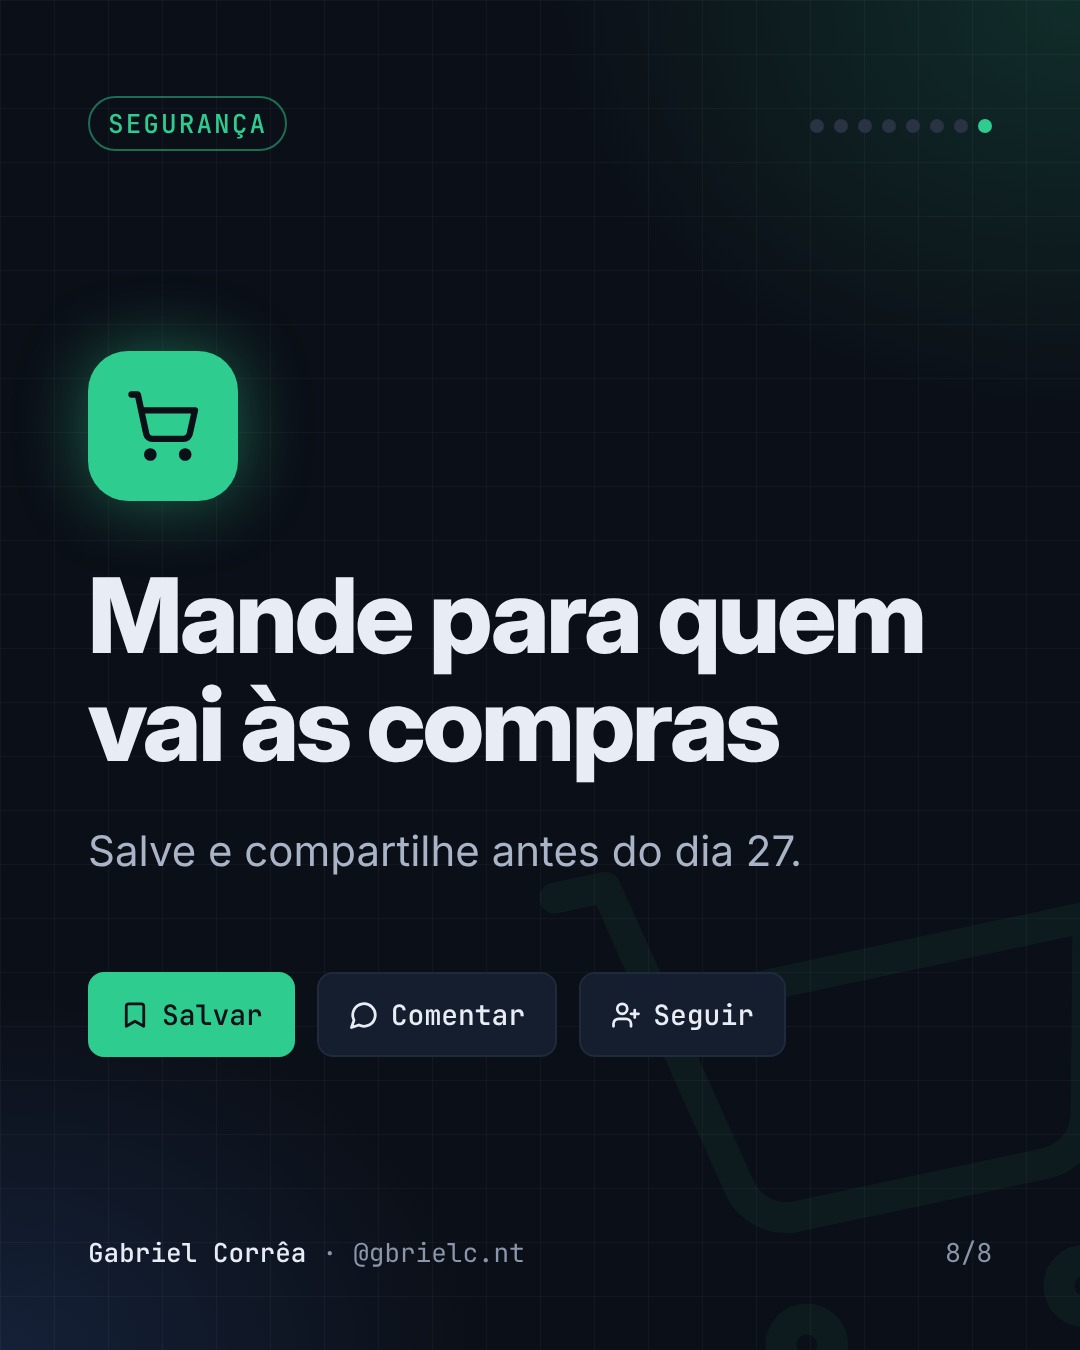 SEGURANÇA
Mande para quem
vai às compras
Salve e compartilhe antes do dia 27.
Salvar
Comentar
Seguir
Gabriel Corrêa · @gbrielc.nt
8/8